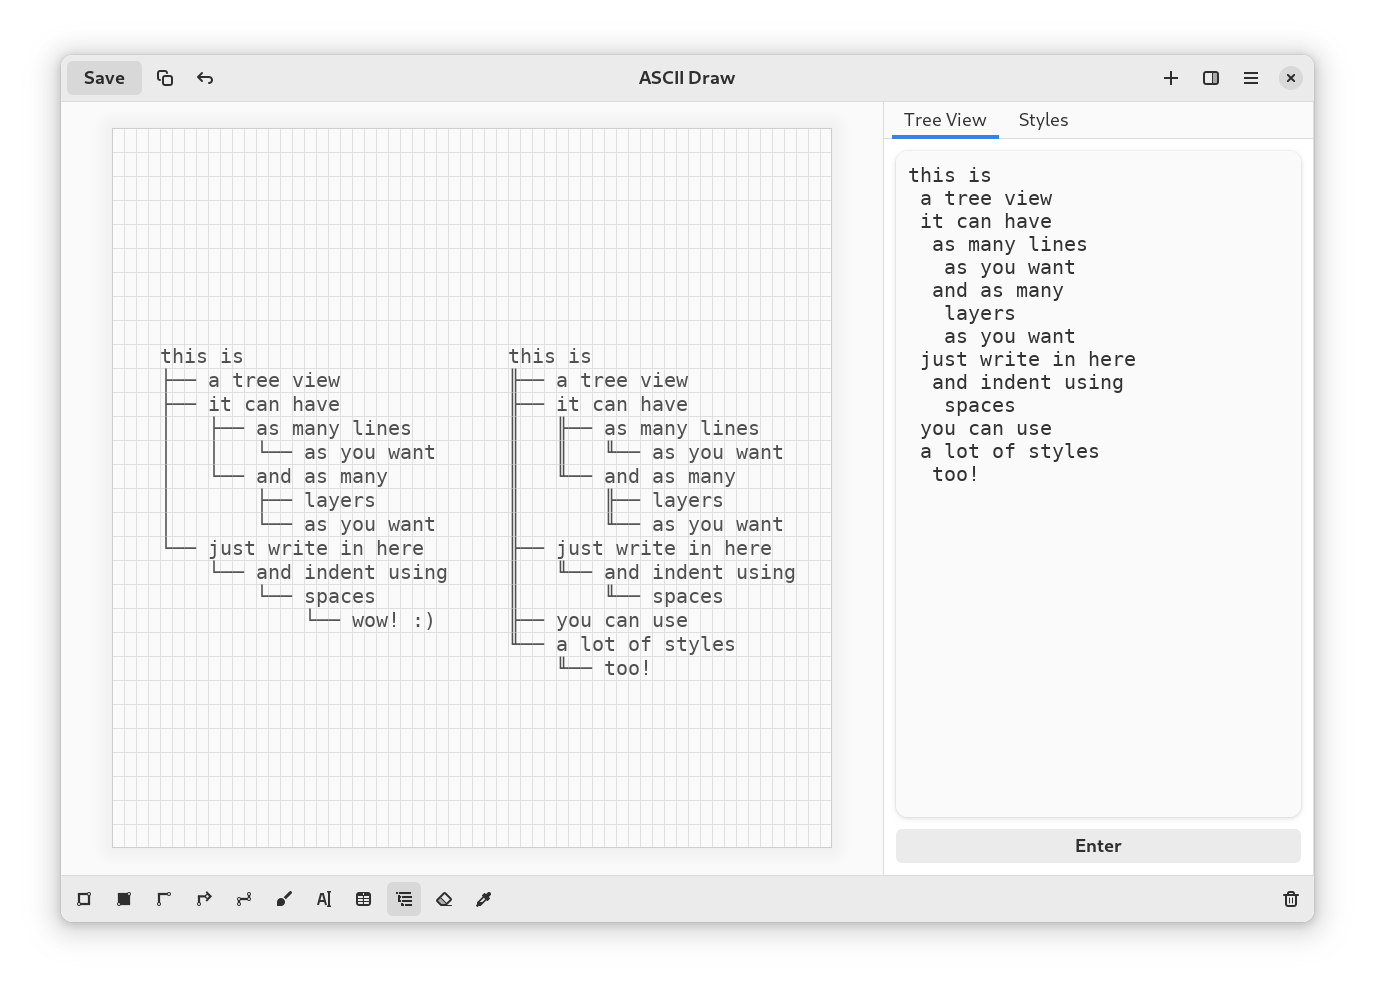 Save
ASCII Draw
Tree View
Styles
this is
├── a tree view
├── it can have
│   ├── as many lines
│   │   └── as you want
│   └── and as many
│       ├── layers
│       └── as you want
└── just write in here
    └── and indent using
        └── spaces
            └── wow! :)
this is
╟── a tree view
╟── it can have
║   ╟── as many lines
║   ║   ╙── as you want
║   ╙── and as many
║       ╟── layers
║       ╙── as you want
╟── just write in here
║   ╙── and indent using
║       ╙── spaces
╟── you can use
╙── a lot of styles
    ╙── too!
this is
 a tree view
 it can have
  as many lines
   as you want
  and as many
   layers
   as you want
 just write in here
  and indent using
   spaces
 you can use
 a lot of styles
  too!
Enter